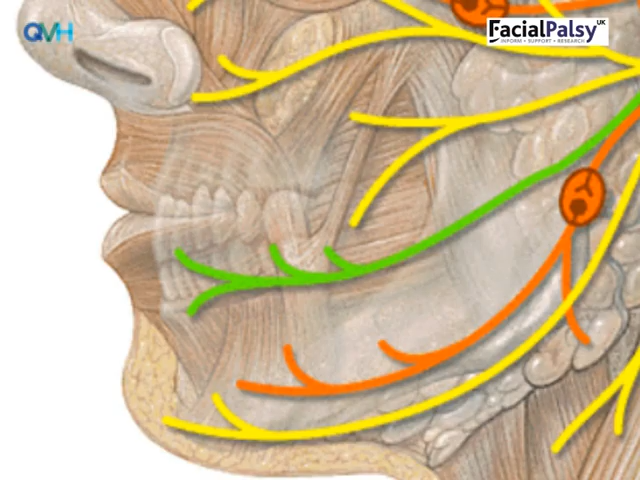 QVH
FacialPalsy UK
INFORM • SUPPORT • RESEARCH